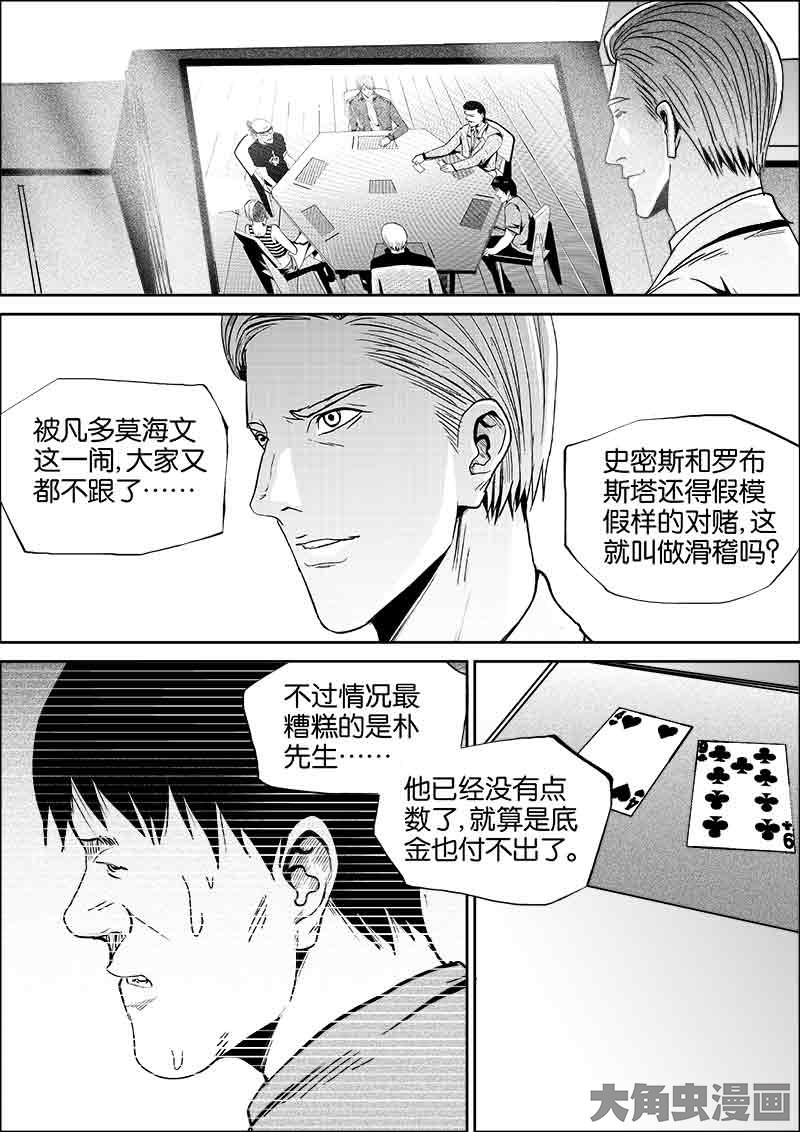 被凡多莫海文
这一闹,大家又
都不跟了……
史密斯和罗布
斯塔还得假模
假样的对赌,这
就叫做滑稽吗?
不过情况最
糟糕的是朴
先生……
他已经没有点
数了,就算是底
金也付不出了。
9
大角虫漫画